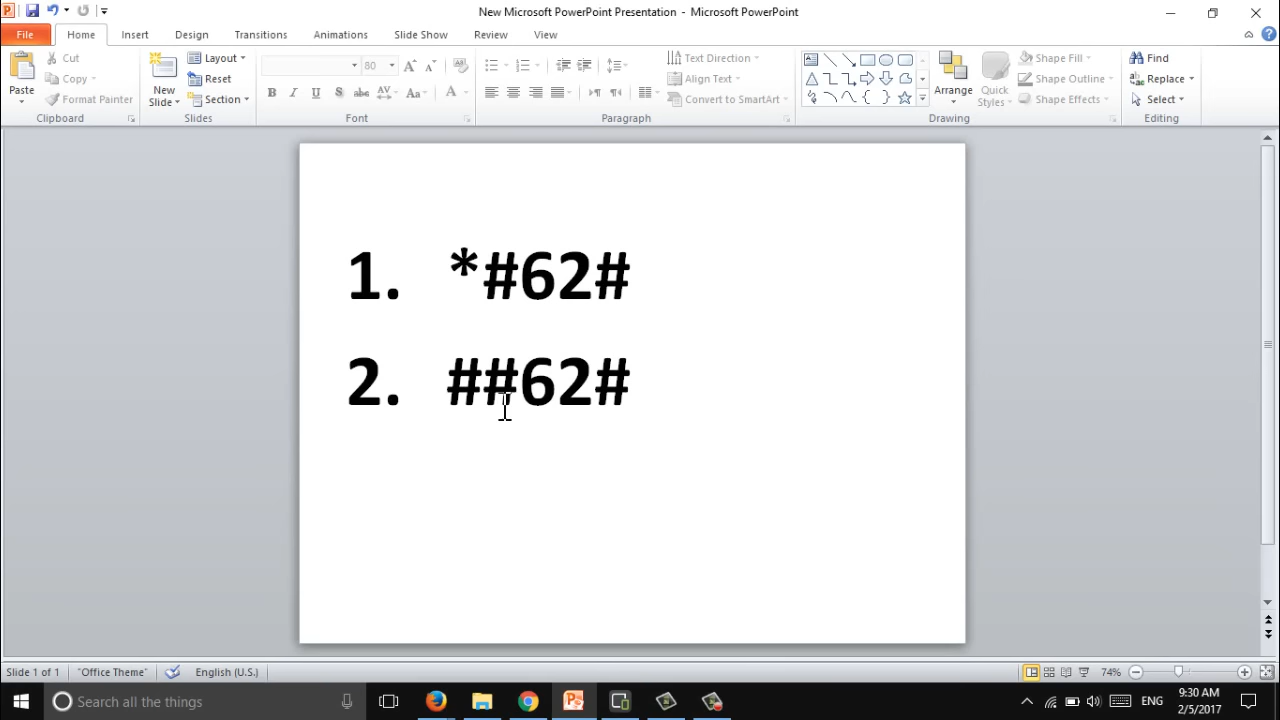 New Microsoft PowerPoint Presentation - Microsoft PowerPoint
File Home Insert Design Transitions Animations Slide Show Review View
Paste Cut Copy Format Painter
New Slide Layout Reset Section
80
B I U abc AV Aa A
Text Direction Align Text Convert to SmartArt
Arrange Quick Styles Shape Fill Shape Outline Shape Effects
Find Replace Select
Clipboard Slides Font Paragraph Drawing Editing
1. *#62#
2. ##62#
Slide 1 of 1 "Office Theme" English (U.S.) 74%
Search all the things ENG 9:30 AM
2/5/2017